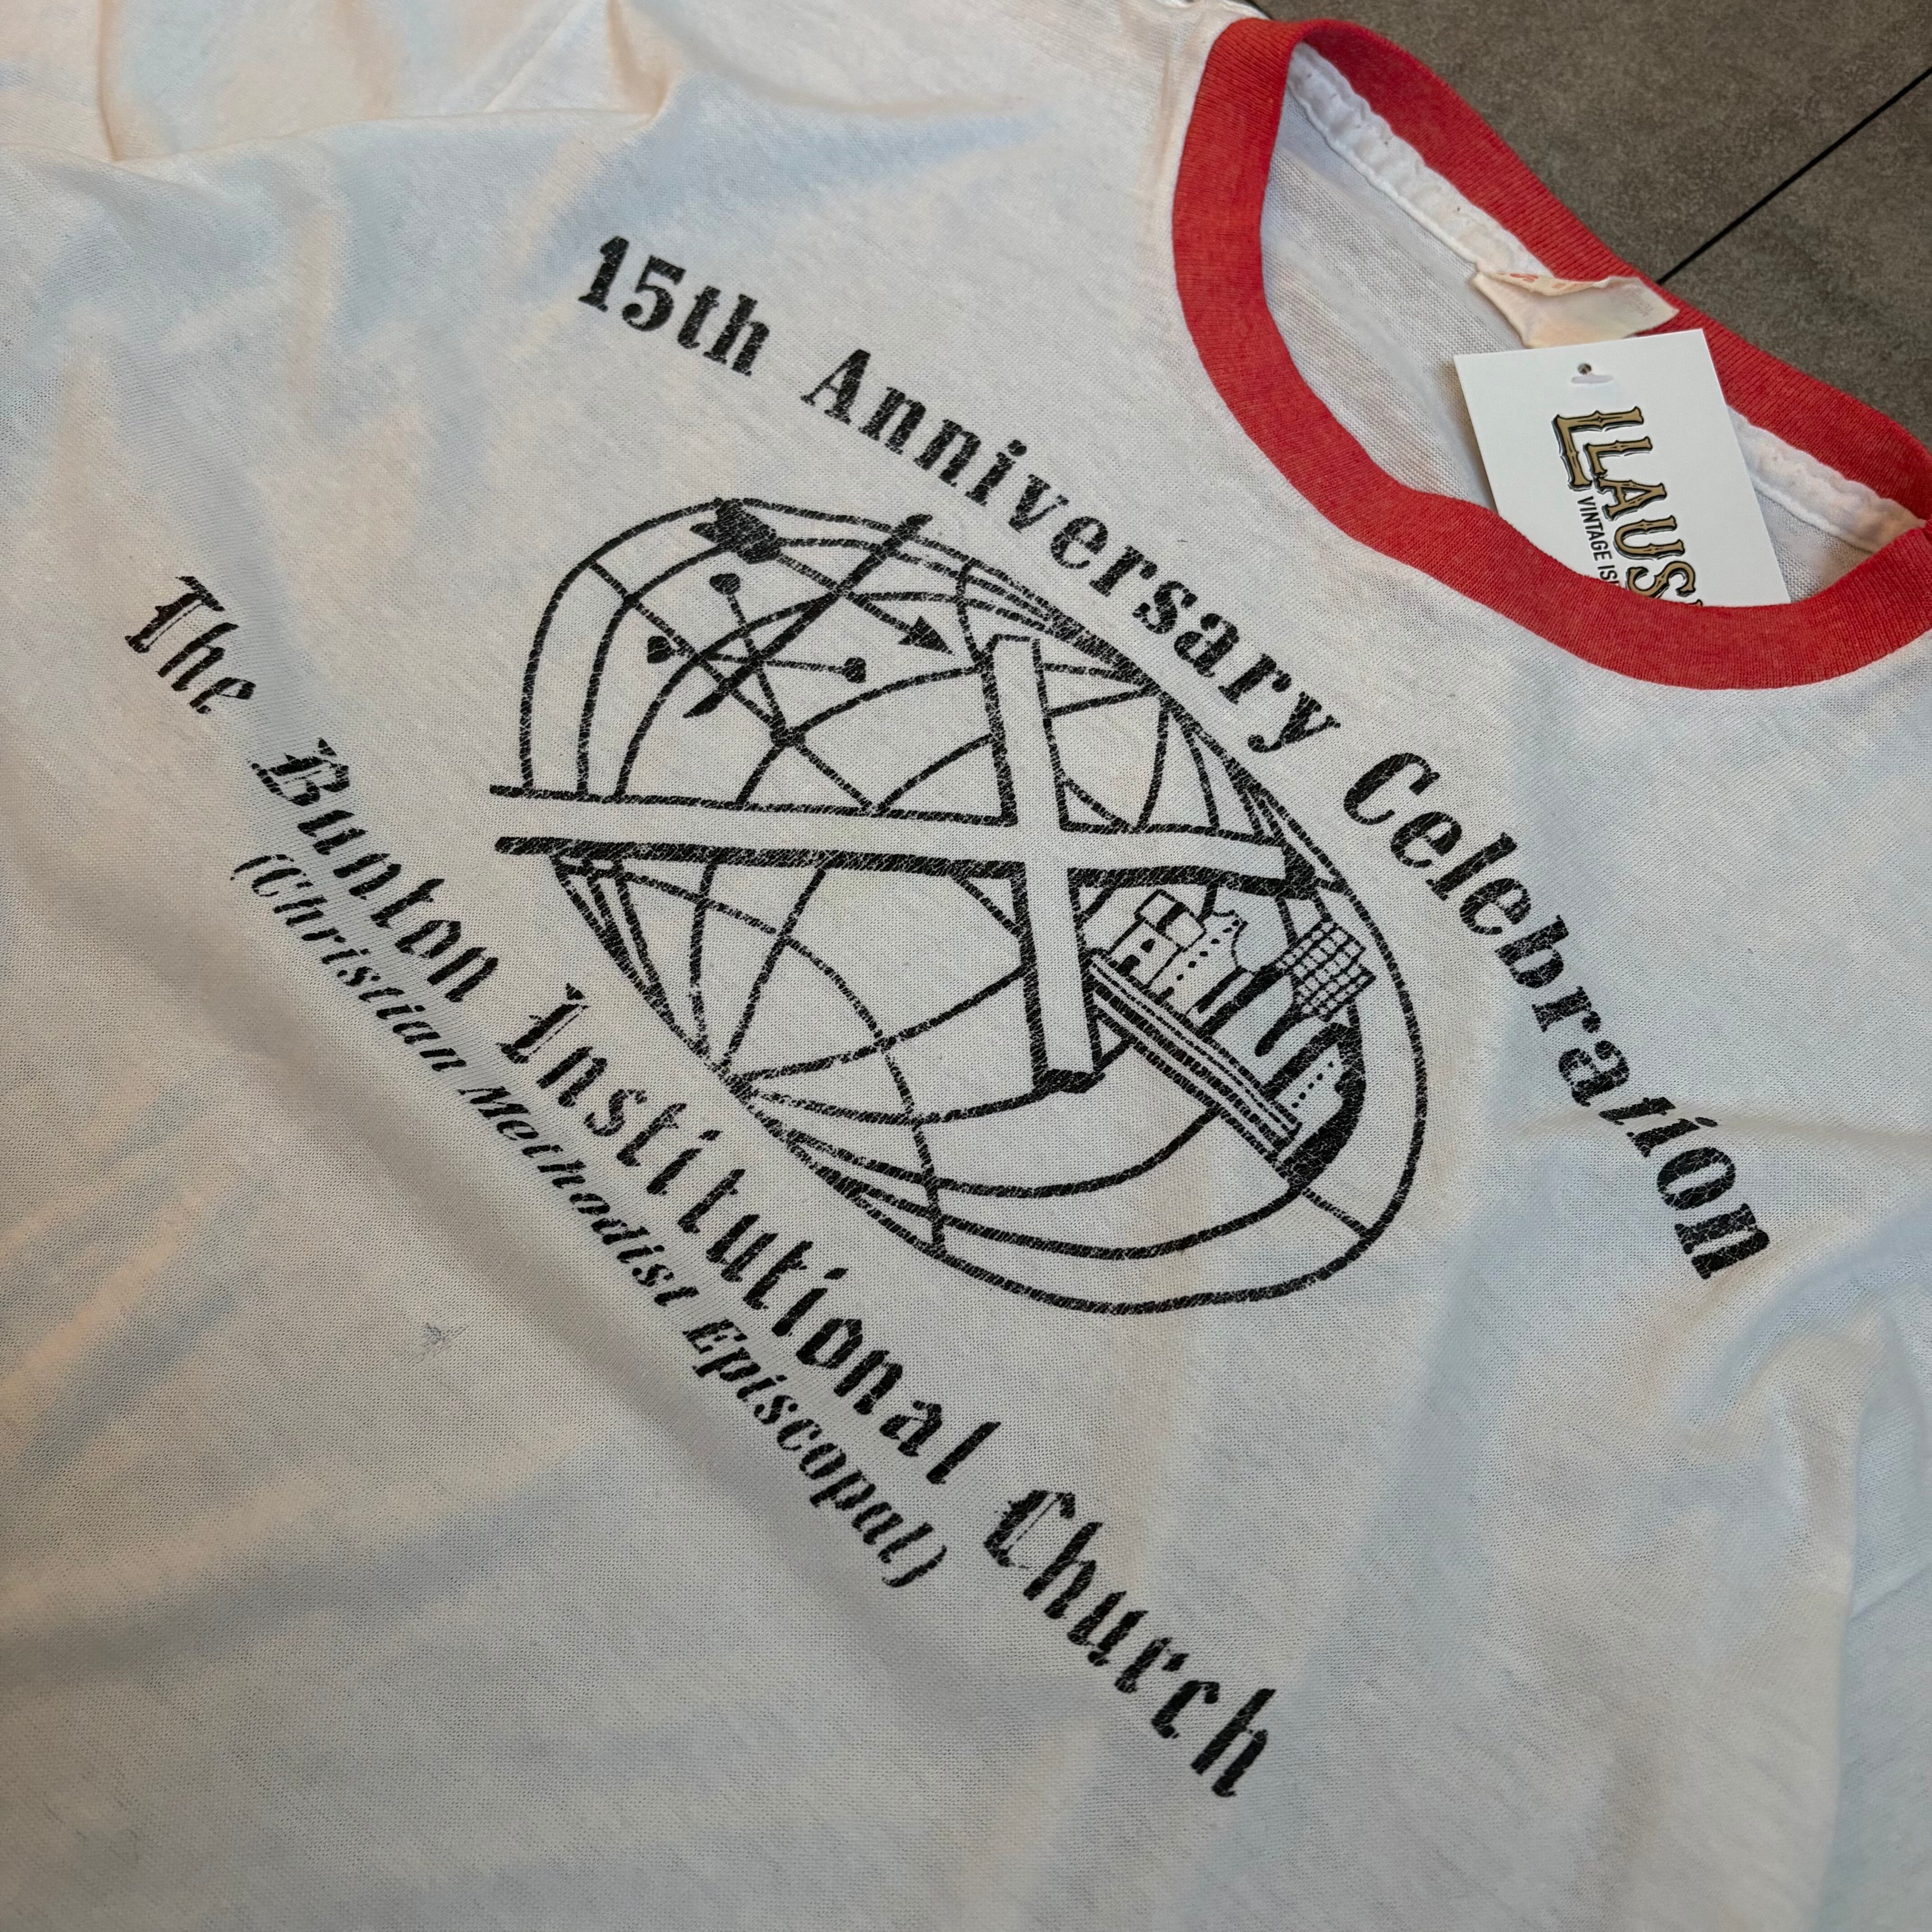 15th Anniversary Celebration
The Bunton Institutional Church
(Christian Methodist Episcopal)
LLAUS
VINTAGE